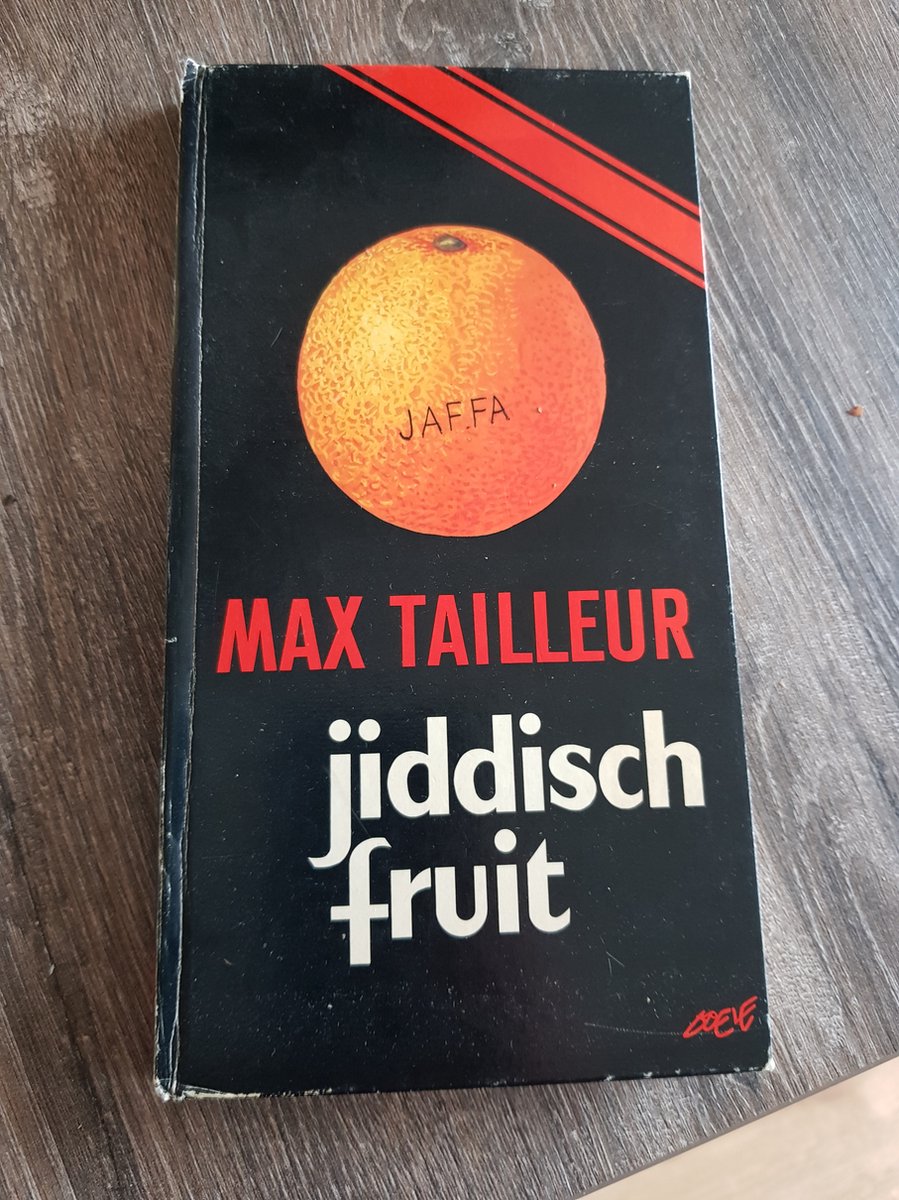 JAFFA
MAX TAILLEUR
jiddisch
fruit
COEVE